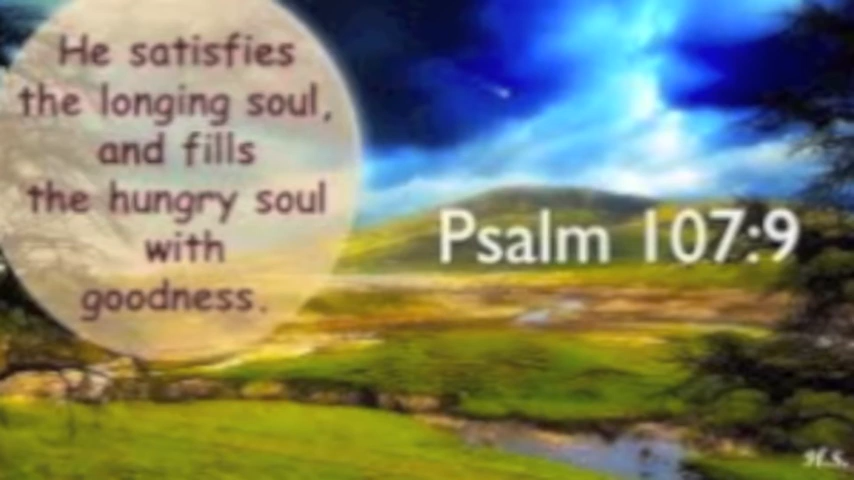 He satisfies
the longing soul,
and fills
the hungry soul
with
goodness.
Psalm 107:9
H.S.